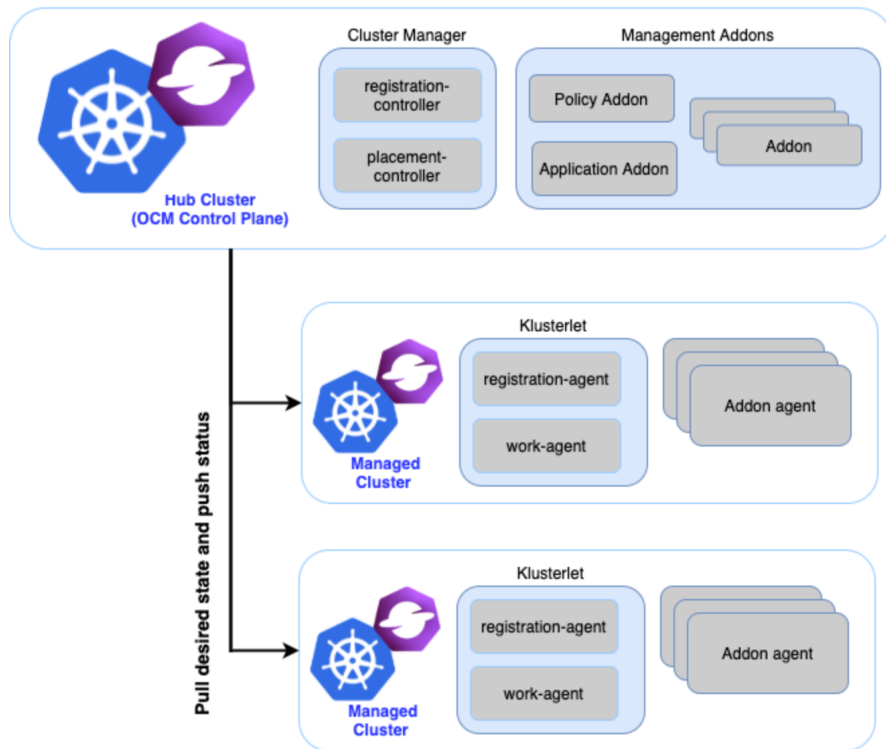 Cluster Manager
Management Addons
registration-
controller
placement-
controller
Policy Addon
Application Addon
Addon
Hub Cluster
(OCM Control Plane)
Pull desired state and push status
Klusterlet
registration-agent
work-agent
Addon agent
Managed
Cluster
Klusterlet
registration-agent
work-agent
Addon agent
Managed
Cluster